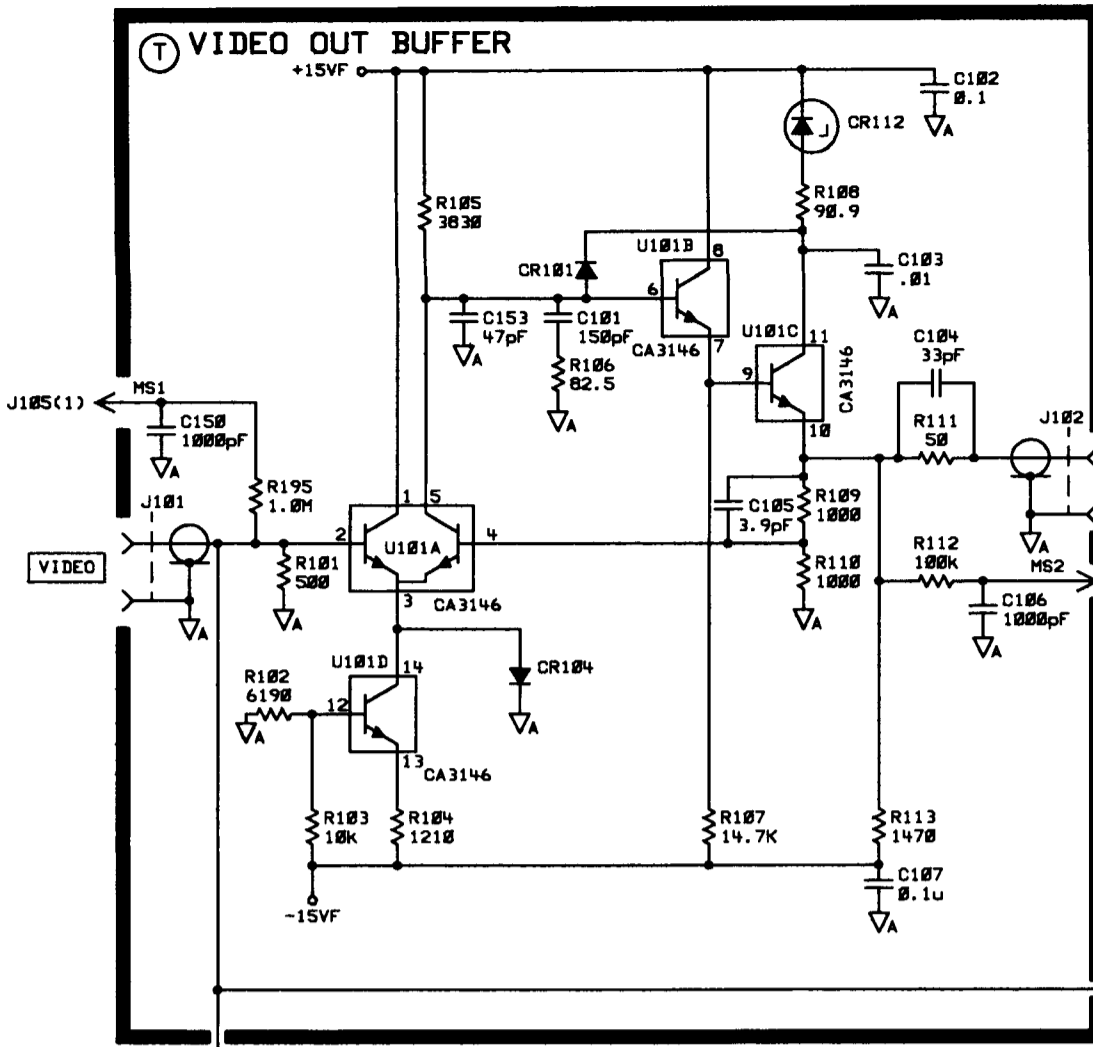 T VIDEO OUT BUFFER
+15VF
C102
0.1
A
CR112
R105
3830
R108
90.9
U101B
8
CR101
6
C103
.01
A
C153
47pF
A
C101
150pF
7
CA3146
U101C
11
C104
33pF
R106
82.5
A
9
CA3146
J105(1)
MS1
C150
1000pF
A
10
R111
50
J102
A
J101
R195
1.0M
1
5
C105
3.9pF
R109
1000
VIDEO
A
2
U101A
4
R101
500
A
3
CA3146
R110
1000
A
R112
100k
MS2
C106
1000pF
A
U101D
14
CR104
A
R102
6190
A
12
13
CA3146
R103
10k
R104
1210
R107
14.7K
R113
1470
-15VF
C107
0.1u
A